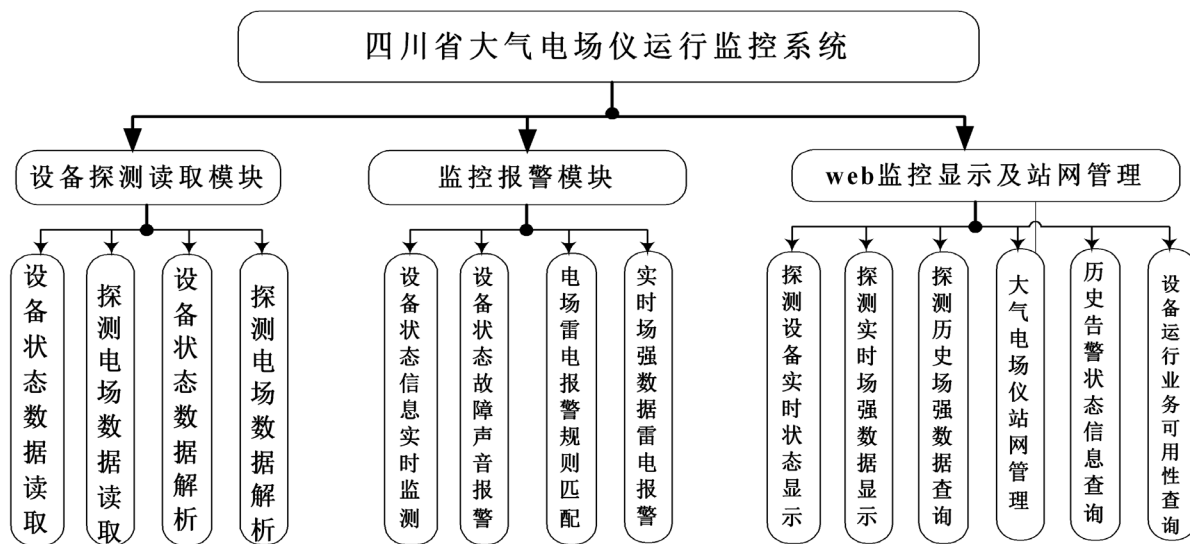 四川省大气电场仪运行监控系统
设备探测读取模块
监控报警模块
web监控显示及站网管理
设备状态数据读取
探测电场数据读取
设备状态数据解析
探测电场数据解析
设备状态信息实时监测
设备状态故障声音报警
电场雷电报警规则匹配
实时场强数据雷电报警
探测设备实时状态显示
探测实时场强数据显示
探测历史场强数据查询
大气电场仪站网管理
历史告警状态信息查询
设备运行业务可用性查询